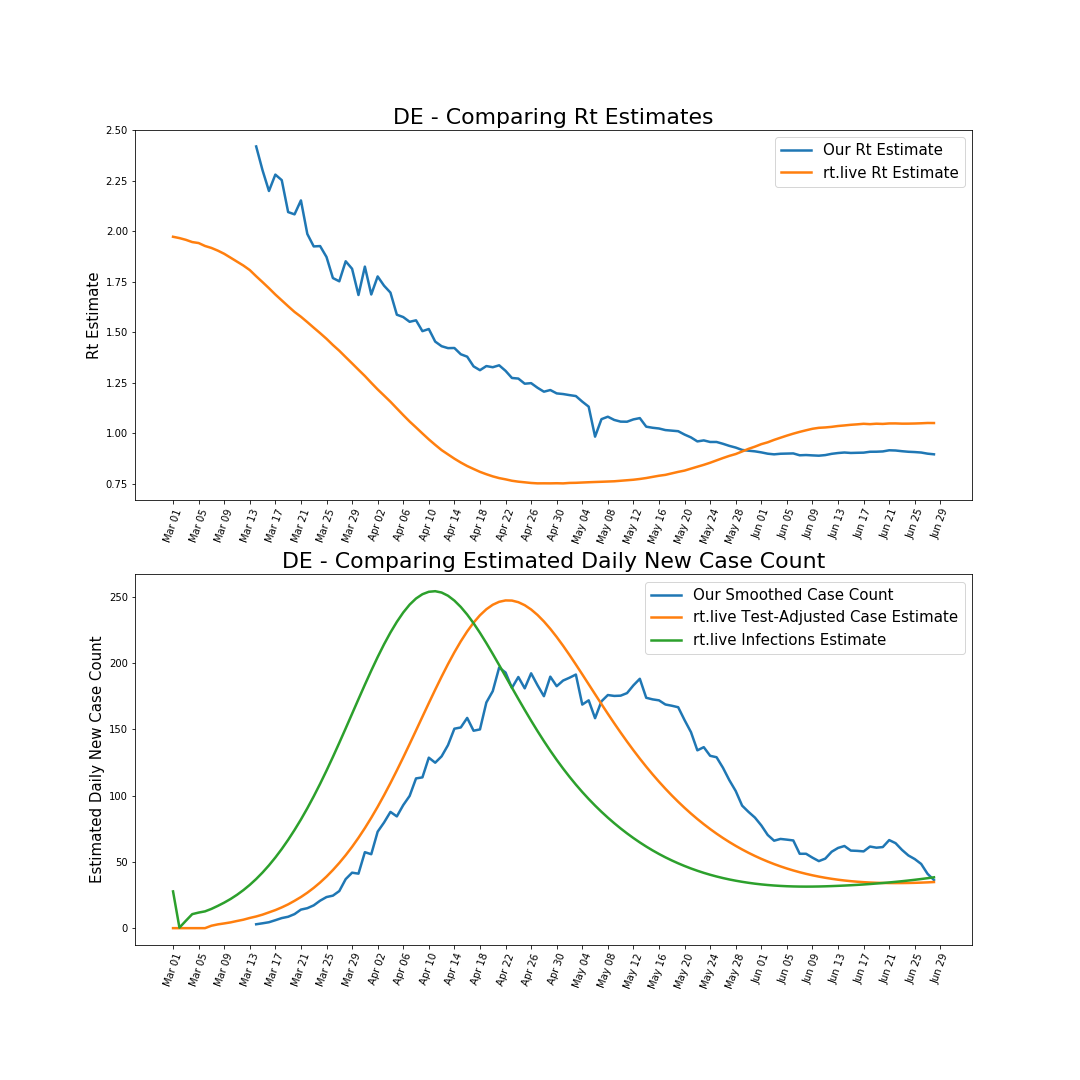 DE - Comparing Rt Estimates
Rt Estimate
2.50
2.25
2.00
1.75
1.50
1.25
1.00
0.75
Our Rt Estimate
rt.live Rt Estimate
Mar 01 Mar 05 Mar 09 Mar 13 Mar 17 Mar 21 Mar 25 Mar 29 Apr 02 Apr 06 Apr 10 Apr 14 Apr 18 Apr 22 Apr 26 Apr 30 May 04 May 08 May 12 May 16 May 20 May 24 May 28 Jun 01 Jun 05 Jun 09 Jun 13 Jun 17 Jun 21 Jun 25 Jun 29
DE - Comparing Estimated Daily New Case Count
Estimated Daily New Case Count
250
200
150
100
50
0
Our Smoothed Case Count
rt.live Test-Adjusted Case Estimate
rt.live Infections Estimate
Mar 01 Mar 05 Mar 09 Mar 13 Mar 17 Mar 21 Mar 25 Mar 29 Apr 02 Apr 06 Apr 10 Apr 14 Apr 18 Apr 22 Apr 26 Apr 30 May 04 May 08 May 12 May 16 May 20 May 24 May 28 Jun 01 Jun 05 Jun 09 Jun 13 Jun 17 Jun 21 Jun 25 Jun 29